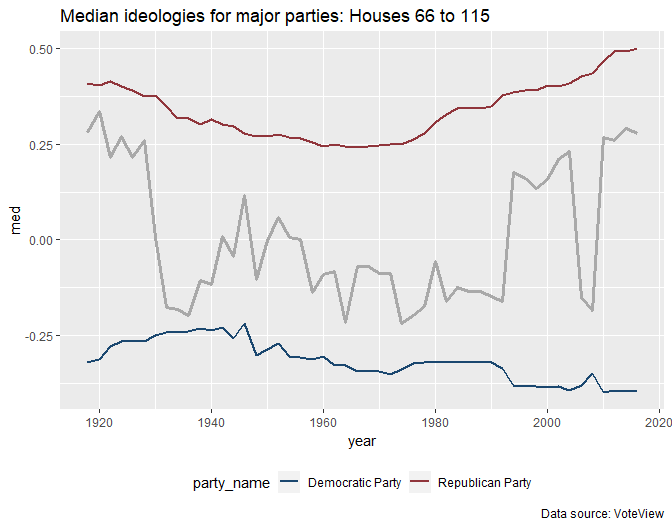 Median ideologies for major parties: Houses 66 to 115
0.50
0.25
0.00
-0.25
med
1920 1940 1960 1980 2000 2020
year
party_name Democratic Party Republican Party
Data source: VoteView